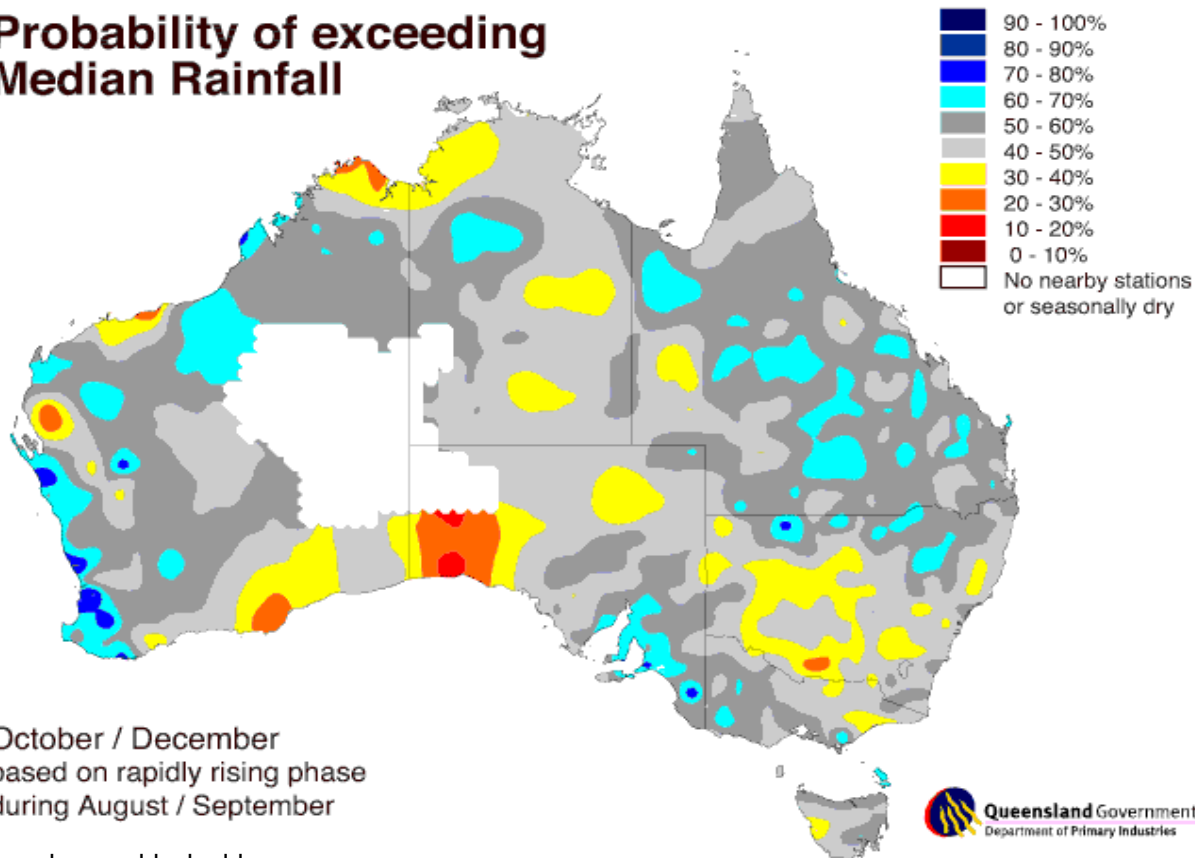 Probability of exceeding
Median Rainfall
90 - 100%
80 - 90%
70 - 80%
60 - 70%
50 - 60%
40 - 50%
30 - 40%
20 - 30%
10 - 20%
0 - 10%
No nearby stations
or seasonally dry
October / December
based on rapidly rising phase
during August / September
Queensland Government
Department of Primary Industries